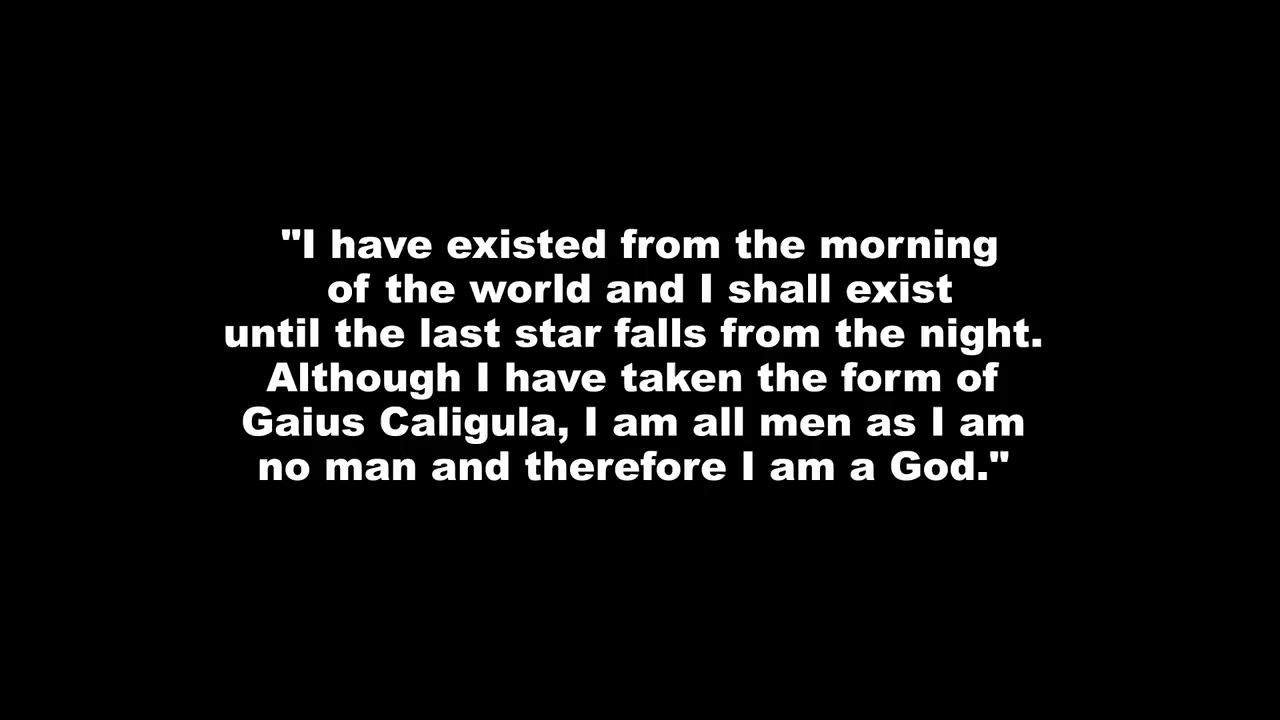 "I have existed from the morning
of the world and I shall exist
until the last star falls from the night.
Although I have taken the form of
Gaius Caligula, I am all men as I am
no man and therefore I am a God."